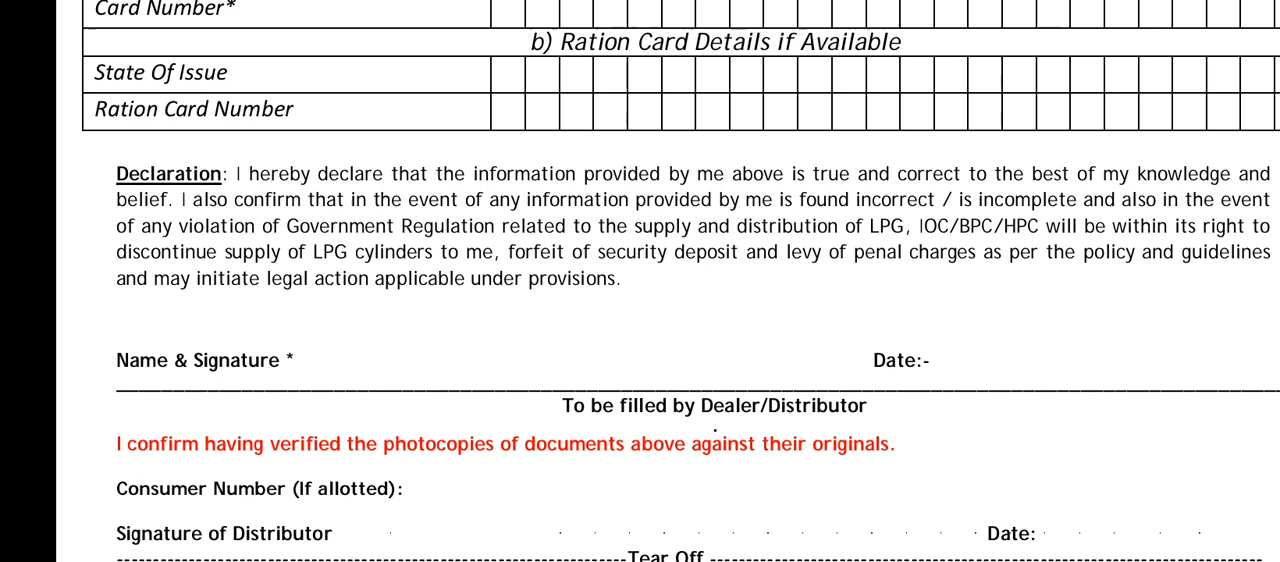 Card Number*
b) Ration Card Details if Available
State Of Issue
Ration Card Number
Declaration: I hereby declare that the information provided by me above is true and correct to the best of my knowledge and
belief. I also confirm that in the event of any information provided by me is found incorrect / is incomplete and also in the event
of any violation of Government Regulation related to the supply and distribution of LPG, IOC/BPC/HPC will be within its right to
discontinue supply of LPG cylinders to me, forfeit of security deposit and levy of penal charges as per the policy and guidelines
and may initiate legal action applicable under provisions.
Name & Signature * Date:-
To be filled by Dealer/Distributor
.
I confirm having verified the photocopies of documents above against their originals.
Consumer Number (If allotted):
Signature of Distributor Date:
Tear Off